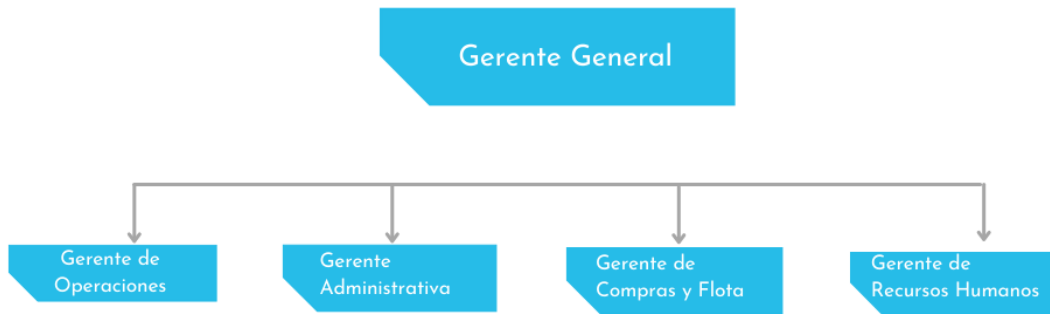 Gerente General
Gerente de
Operaciones
Gerente
Administrativa
Gerente de
Compras y Flota
Gerente de
Recursos Humanos